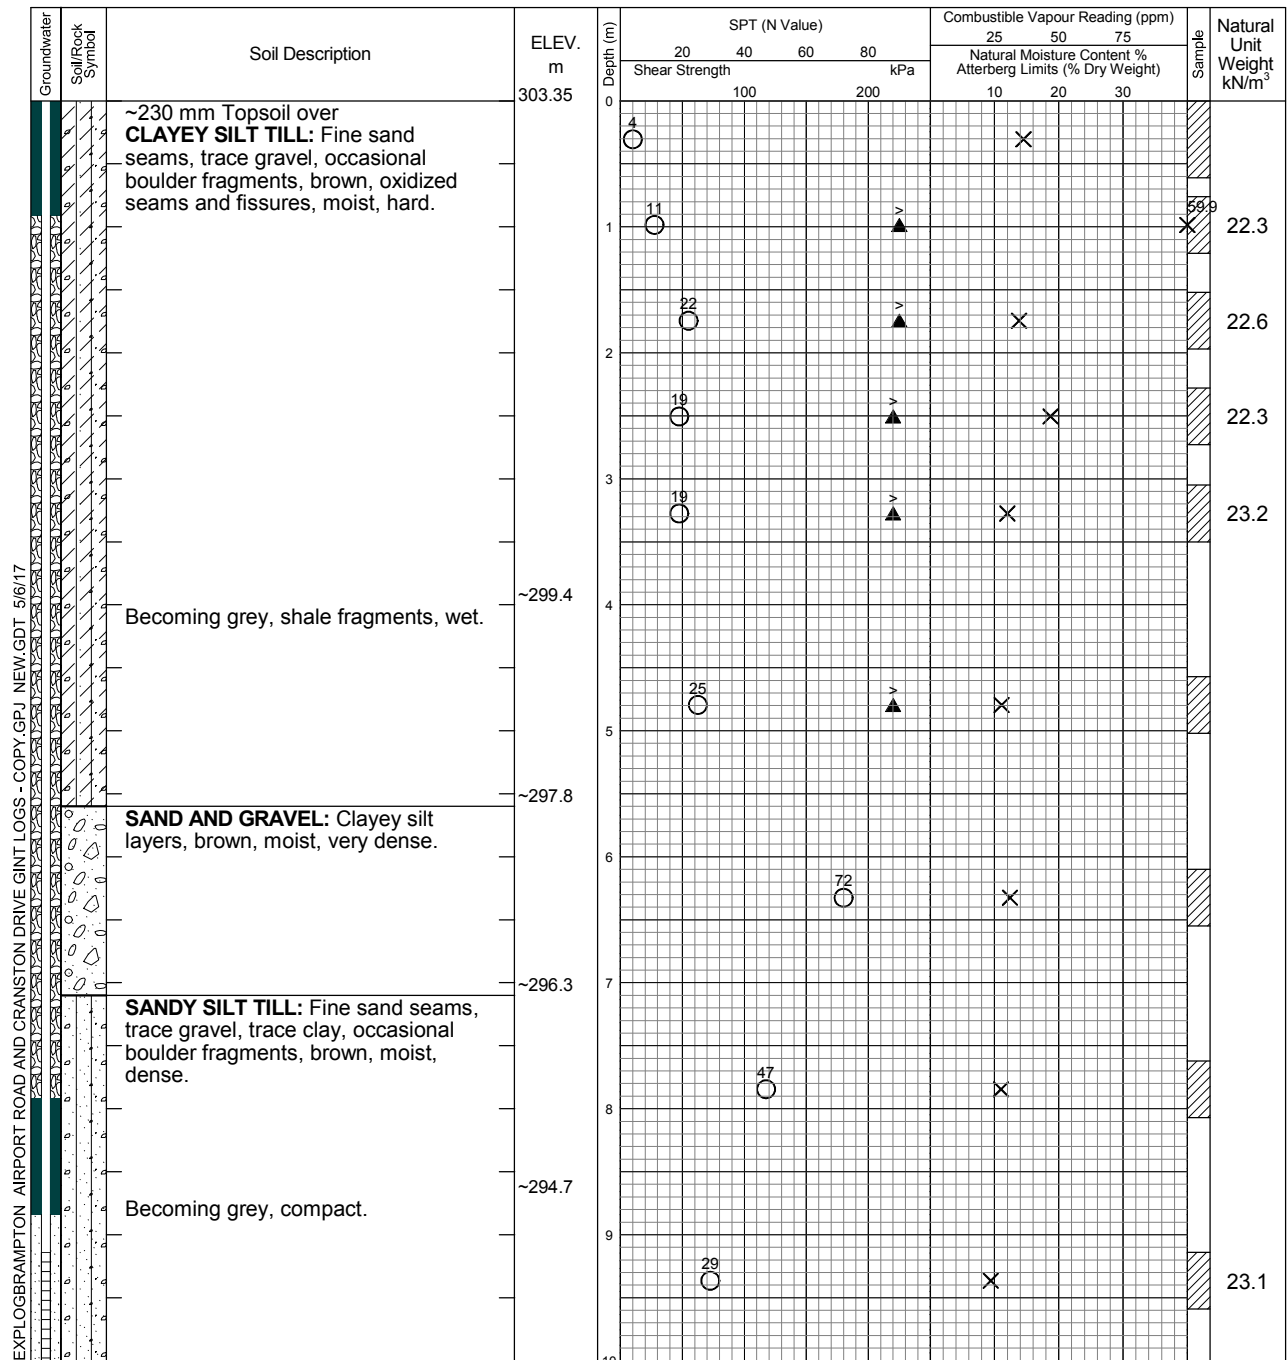 Groundwater
Soil/Rock
Symbol
Soil Description
ELEV.
m
303.35
Depth (m)
SPT (N Value)
20 40 60 80
Shear Strength kPa
100 200
Combustible Vapour Reading (ppm)
25 50 75
Natural Moisture Content %
Atterberg Limits (% Dry Weight)
10 20 30
Sample
Natural
Unit
Weight
kN/m³
0
~230 mm Topsoil over
CLAYEY SILT TILL: Fine sand
seams, trace gravel, occasional
boulder fragments, brown, oxidized
seams and fissures, moist, hard.
4
11
>
59.9
1
22.3
22
>
22.6
2
19
>
22.3
3
19
>
23.2
~299.4
4
Becoming grey, shale fragments, wet.
25
>
5
~297.8
SAND AND GRAVEL: Clayey silt
layers, brown, moist, very dense.
6
72
~296.3
7
SANDY SILT TILL: Fine sand seams,
trace gravel, trace clay, occasional
boulder fragments, brown, moist,
dense.
47
8
~294.7
Becoming grey, compact.
9
29
23.1
10
EXPLOGBRAMPTON AIRPORT ROAD AND CRANSTON DRIVE GINT LOGS - COPY.GPJ NEW.GDT 5/6/17